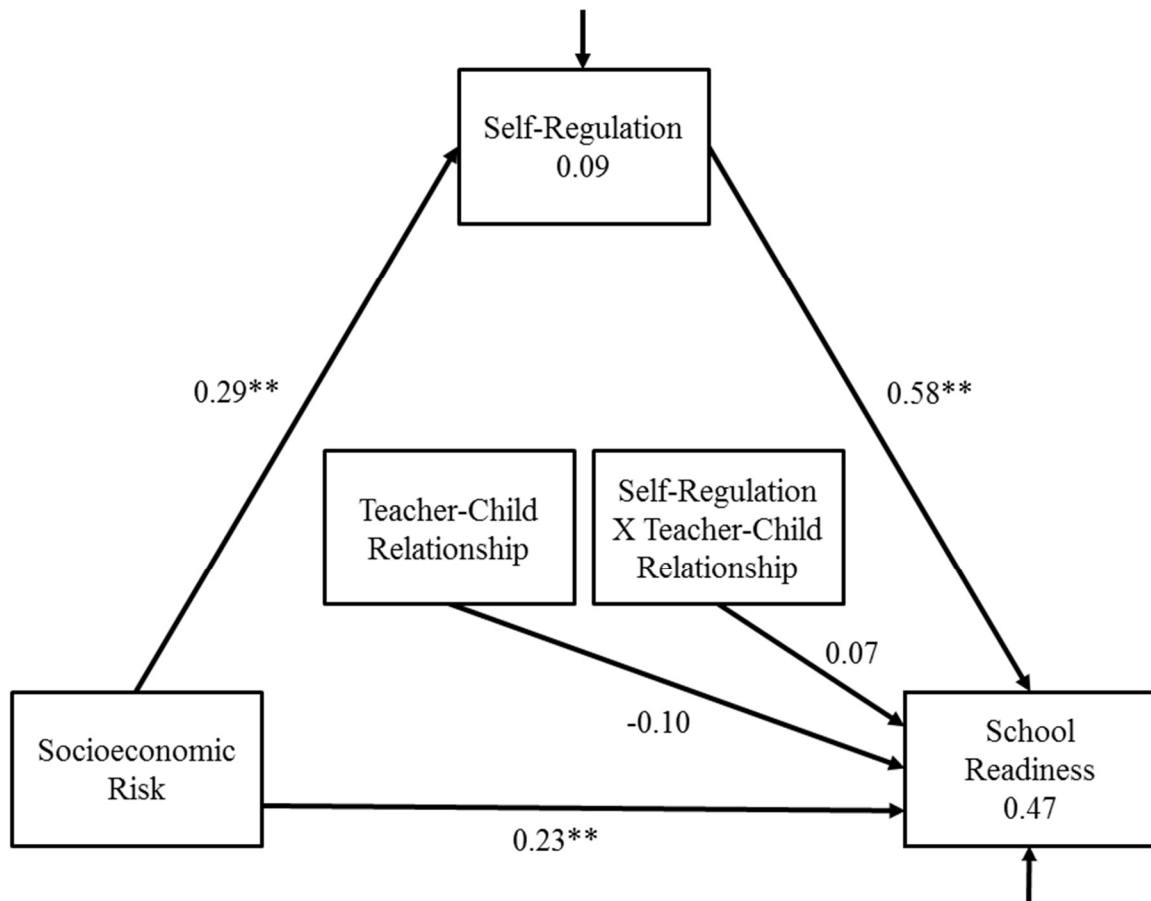 Self-Regulation
0.09
0.29**
0.58**
Teacher-Child
Relationship
Self-Regulation
X Teacher-Child
Relationship
0.07
-0.10
Socioeconomic
Risk
School
Readiness
0.47
0.23**